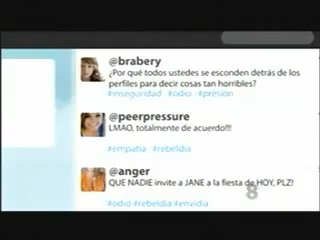 @brabery
¿Por qué todos ustedes se esconden detrás de los
perfiles para decir cosas tan horribles?
#inseguridad #odio #presión
@peerpressure
LMAO, totalmente de acuerdo!!!
#empatía #rebeldía
@anger
QUE NADIE invite a JANE a la fiesta de HOY, PLZ!
8
#odio #rebeldía #envidia